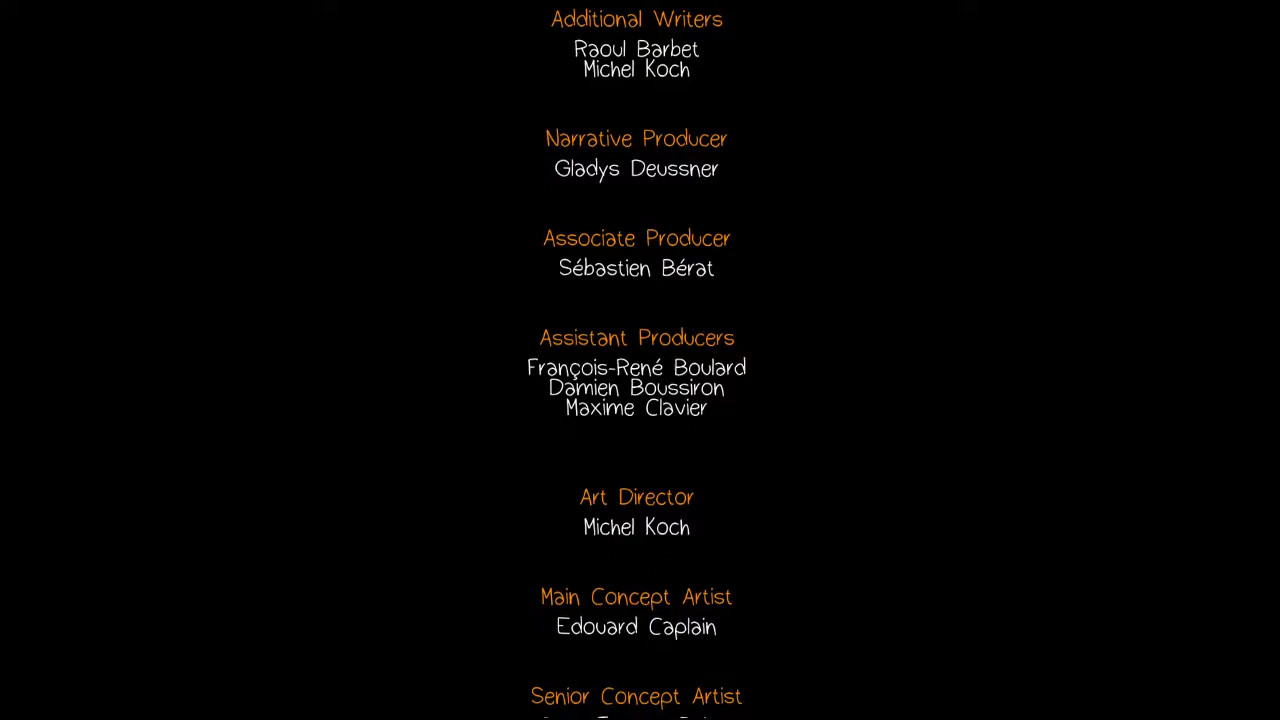 Additional Writers
Raoul Barbet
Michel Koch
Narrative Producer
Gladys Deussner
Associate Producer
Sébastien Bérat
Assistant Producers
François-René Boulard
Damien Boussiron
Maxime Clavier
Art Director
Michel Koch
Main Concept Artist
Edouard Caplain
Senior Concept Artist